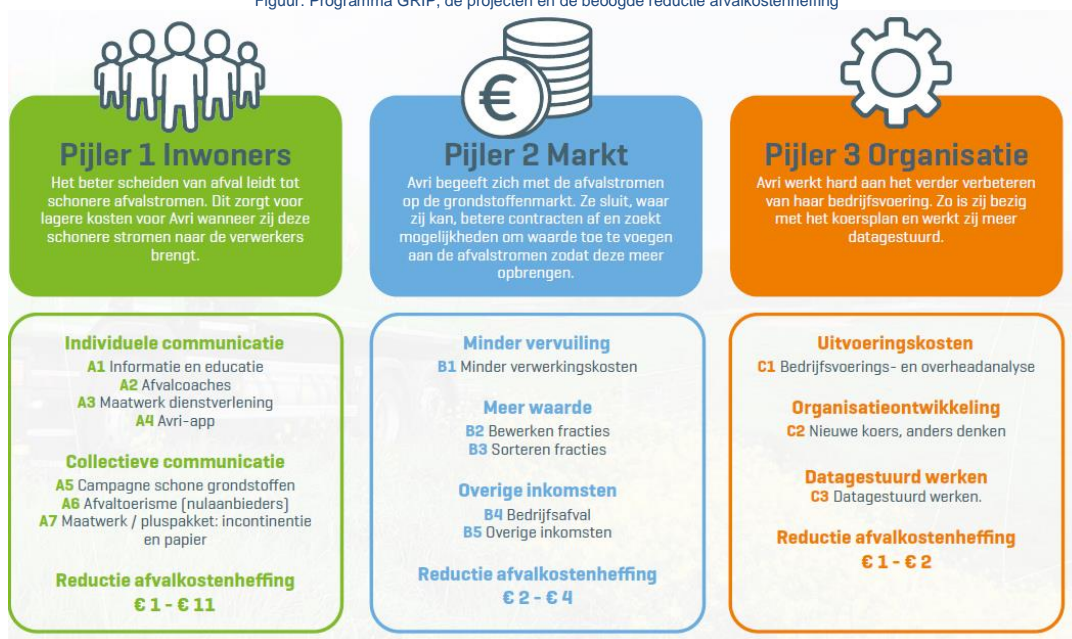 Figuur: Programma GRIP, de projecten en de beoogde reductie afvalkostenheffing
€
Pijler 1 Inwoners
Het beter scheiden van afval leidt tot
schonere afvalstromen. Dit zorgt voor
lagere kosten voor Avri wanneer zij deze
schonere stromen naar de verwerkers
brengt.
Individuele communicatie
A1 Informatie en educatie
A2 Afvalcoaches
A3 Maatwerk dienstverlening
A4 Avri-app
Collectieve communicatie
A5 Campagne schone grondstoffen
A6 Afvaltoerisme (nulaanbieders)
A7 Maatwerk / pluspakket: incontinentie
en papier
Reductie afvalkostenheffing
€ 1 - € 11
Pijler 2 Markt
Avri begeeft zich met de afvalstromen
op de grondstoffenmarkt. Ze sluit, waar
zij kan, betere contracten af en zoekt
mogelijkheden om waarde toe te voegen
aan de afvalstromen zodat deze meer
opbrengen.
Minder vervuiling
B1 Minder verwerkingskosten
Meer waarde
B2 Bewerken fracties
B3 Sorteren fracties
Overige inkomsten
B4 Bedrijfsafval
B5 Overige inkomsten
Reductie afvalkostenheffing
€ 2 - € 4
Pijler 3 Organisatie
Avri werkt hard aan het verder verbeteren
van haar bedrijfsvoering. Zo is zij bezig
met het koersplan en werkt zij meer
datagestuurd.
Uitvoeringskosten
C1 Bedrijfsvoerings- en overheadanalyse
Organisatieontwikkeling
C2 Nieuwe koers, anders denken
Datagestuurd werken
C3 Datagestuurd werken.
Reductie afvalkostenheffing
€ 1 - € 2